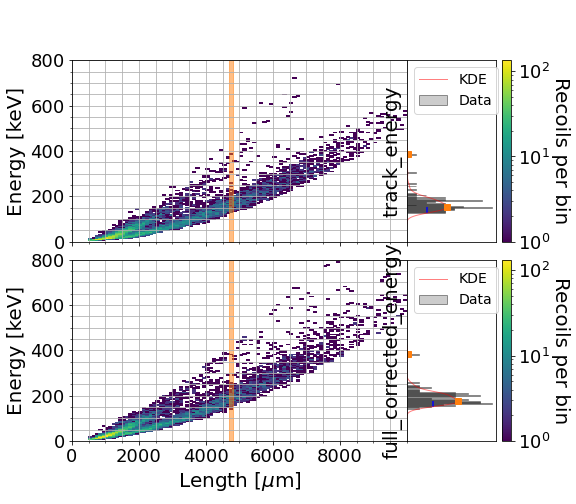 800
600
400
200
0
Energy [keV]
track_energy
KDE
Data
10²
10¹
10⁰
Recoils per bin
800
600
400
200
0
Energy [keV]
full_corrected_energy
KDE
Data
10²
10¹
10⁰
Recoils per bin
0 2000 4000 6000 8000
Length [μm]